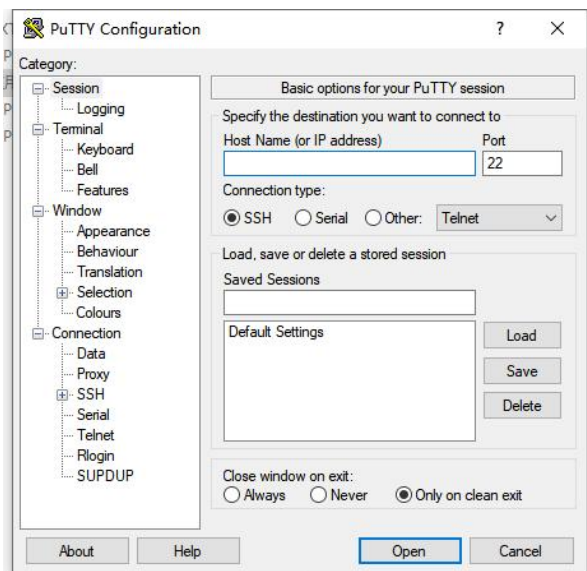 PuTTY Configuration
?
Category:
Session
Logging
Terminal
Keyboard
Bell
Features
Window
Appearance
Behaviour
Translation
Selection
Colours
Connection
Data
Proxy
SSH
Serial
Telnet
Rlogin
SUPDUP
Basic options for your PuTTY session
Specify the destination you want to connect to
Host Name (or IP address) Port
22
Connection type:
SSH Serial Other: Telnet
Load, save or delete a stored session
Saved Sessions
Default Settings
Load
Save
Delete
Close window on exit:
Always Never Only on clean exit
About Help Open Cancel